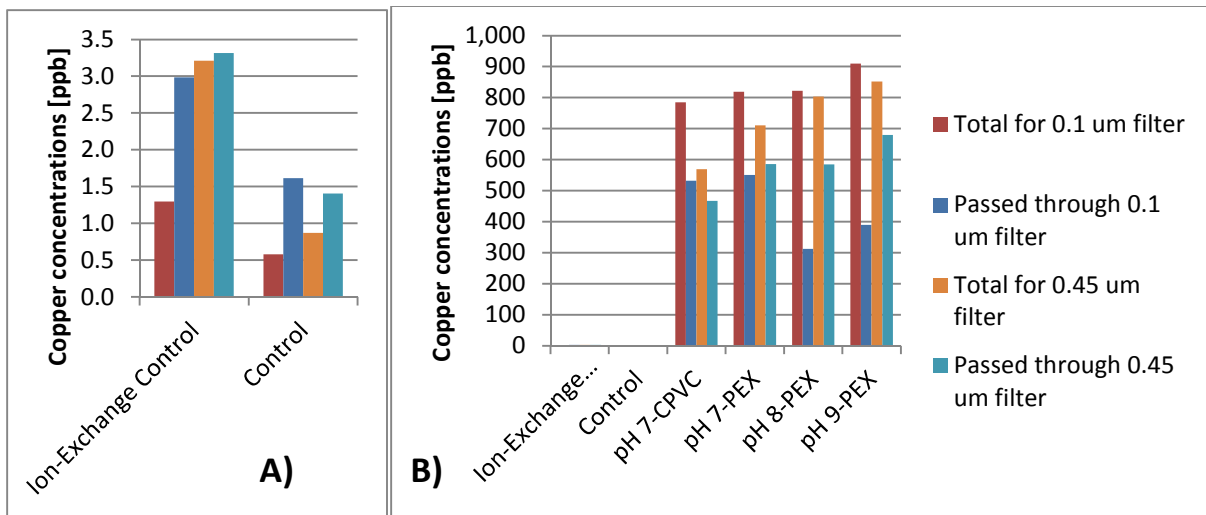 Copper concentrations [ppb]
3.5
3.0
2.5
2.0
1.5
1.0
0.5
0.0
Ion-Exchange Control
Control
A)
Copper concentrations [ppb]
1,000
900
800
700
600
500
400
300
200
100
0
Ion-Exchange...
Control
pH 7-CPVC
pH 7-PEX
pH 8-PEX
pH 9-PEX
B)
Total for 0.1 um filter
Passed through 0.1
um filter
Total for 0.45 um
filter
Passed through 0.45
um filter